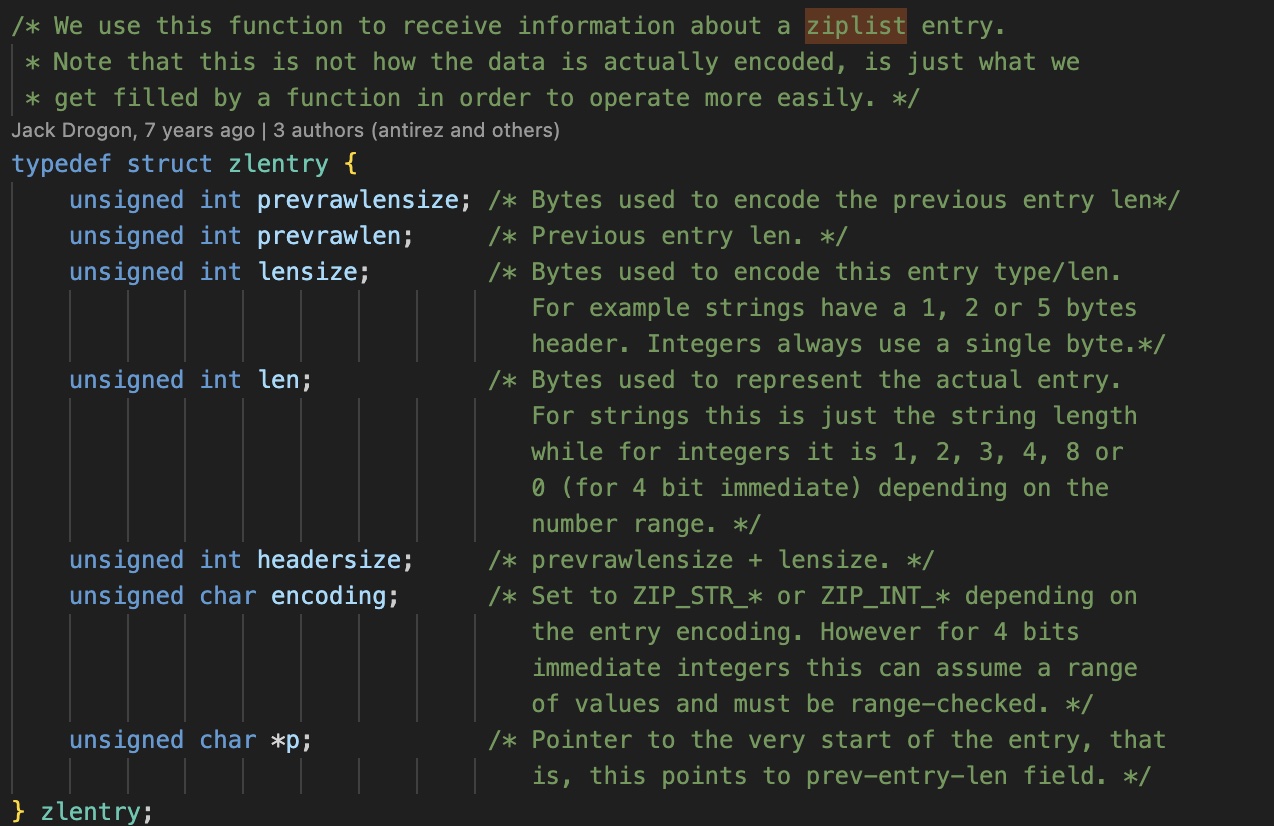 /* We use this function to receive information about a ziplist entry.
 * Note that this is not how the data is actually encoded, is just what we
 * get filled by a function in order to operate more easily. */
Jack Drogon, 7 years ago | 3 authors (antirez and others)
typedef struct zlentry {
    unsigned int prevrawlensize; /* Bytes used to encode the previous entry len*/
    unsigned int prevrawlen;     /* Previous entry len. */
    unsigned int lensize;        /* Bytes used to encode this entry type/len.
                                    For example strings have a 1, 2 or 5 bytes
                                    header. Integers always use a single byte.*/
    unsigned int len;            /* Bytes used to represent the actual entry.
                                    For strings this is just the string length
                                    while for integers it is 1, 2, 3, 4, 8 or
                                    0 (for 4 bit immediate) depending on the
                                    number range. */
    unsigned int headersize;     /* prevrawlensize + lensize. */
    unsigned char encoding;      /* Set to ZIP_STR_* or ZIP_INT_* depending on
                                    the entry encoding. However for 4 bits
                                    immediate integers this can assume a range
                                    of values and must be range-checked. */
    unsigned char *p;            /* Pointer to the very start of the entry, that
                                    is, this points to prev-entry-len field. */
} zlentry;